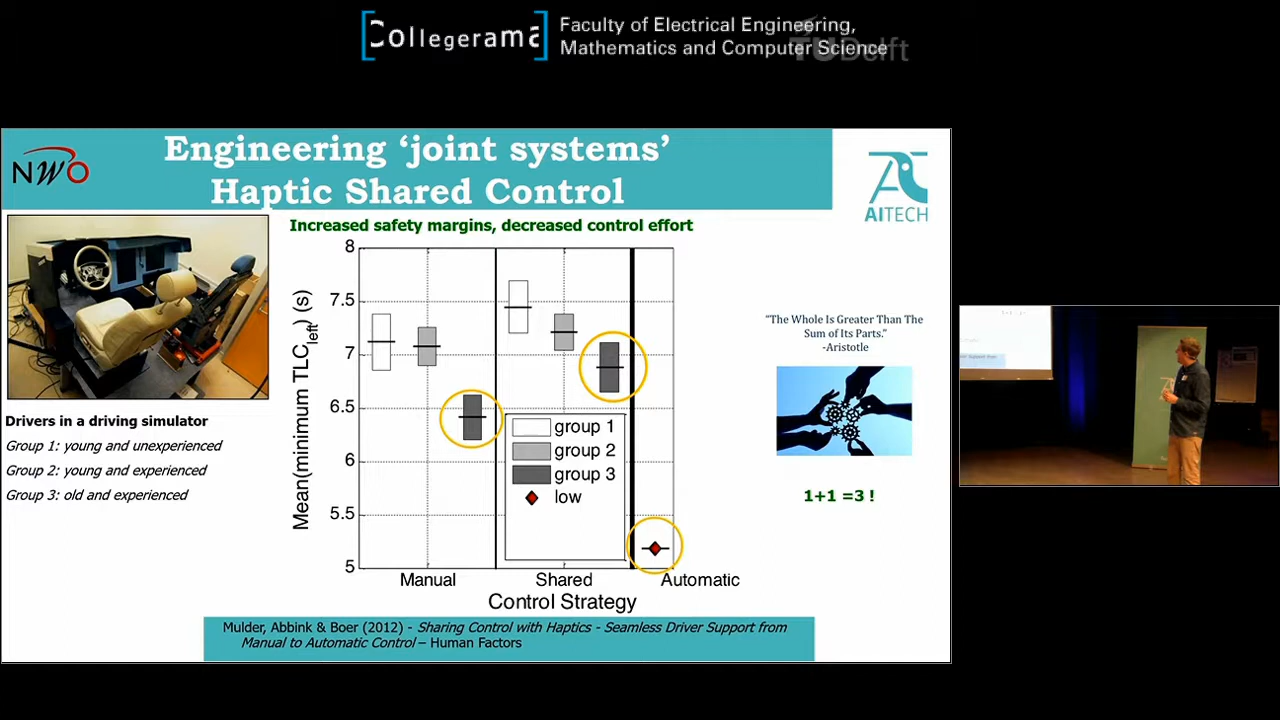 Collegerama
Faculty of Electrical Engineering,
Mathematics and Computer Science
TU Delft
NWO
Engineering ‘joint systems’
Haptic Shared Control
AITECH
Increased safety margins, decreased control effort
Drivers in a driving simulator
Group 1: young and unexperienced
Group 2: young and experienced
Group 3: old and experienced
Mean(minimum TLCleft) (s)
8
7.5
7
6.5
6
5.5
5
group 1
group 2
group 3
low
Manual
Shared
Automatic
Control Strategy
“The Whole Is Greater Than The
Sum of Its Parts.”
-Aristotle
1+1 =3 !
Mulder, Abbink & Boer (2012) - Sharing Control with Haptics - Seamless Driver Support from
Manual to Automatic Control – Human Factors